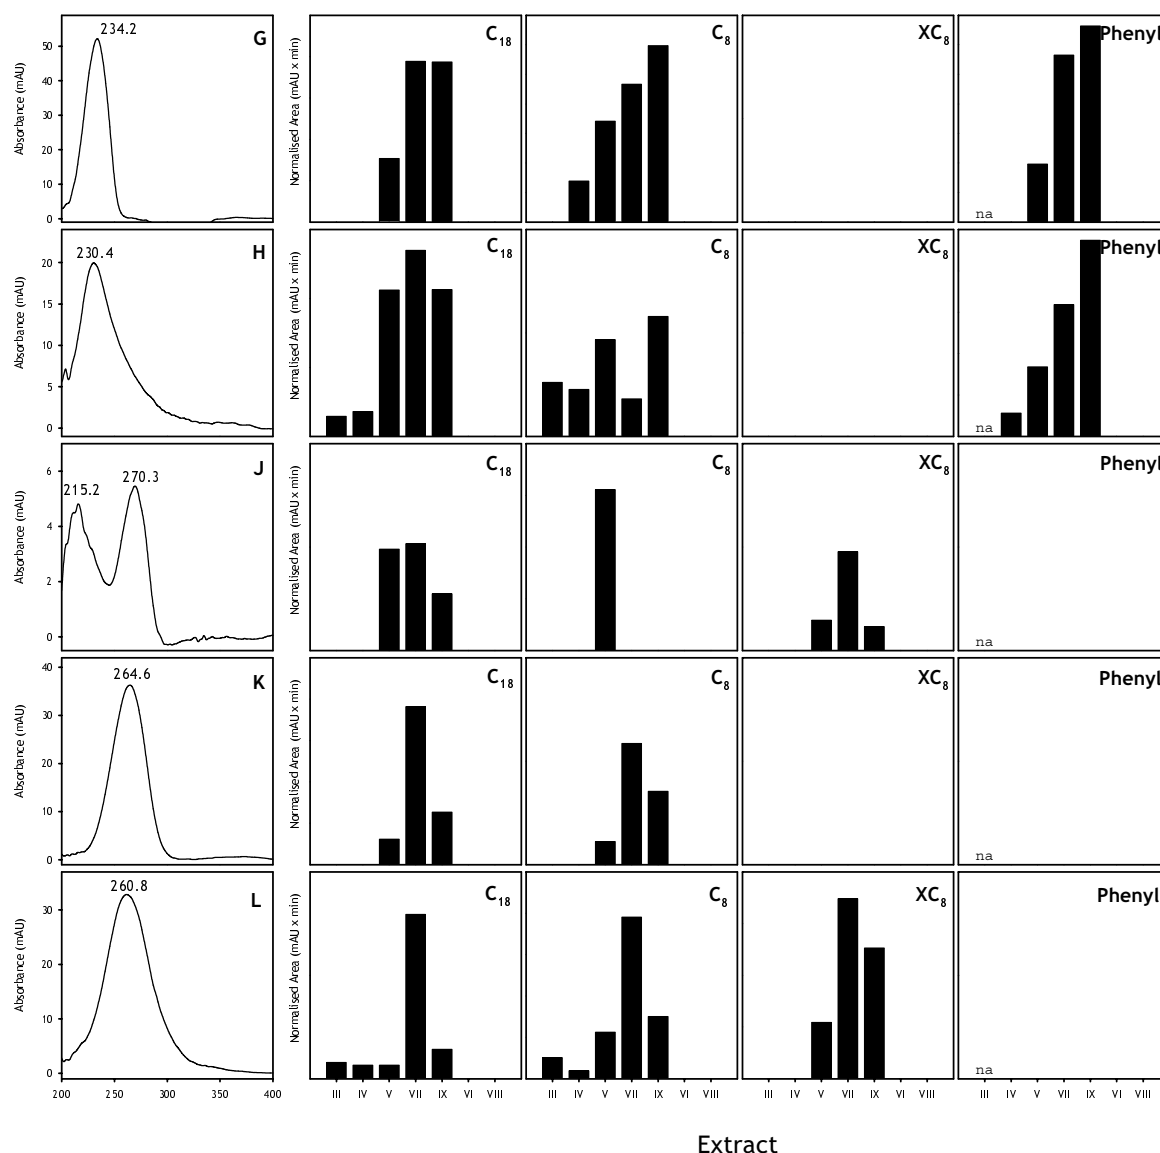 234.2
G
C18
C8
XC8
Phenyl
Absorbance (mAU)
50
40
30
20
10
0
Normalised Area (mAU x min)
na
230.4
H
C18
C8
XC8
Phenyl
Absorbance (mAU)
20
15
10
5
0
Normalised Area (mAU x min)
na
215.2
270.3
J
C18
C8
XC8
Phenyl
Absorbance (mAU)
6
4
2
0
Normalised Area (mAU x min)
na
264.6
K
C18
C8
XC8
Phenyl
Absorbance (mAU)
40
30
20
10
0
Normalised Area (mAU x min)
na
260.8
L
C18
C8
XC8
Phenyl
Absorbance (mAU)
30
20
10
0
Normalised Area (mAU x min)
na
200 250 300 350 400
III IV V VII IX VI VIII
III IV V VII IX VI VIII
III IV V VII IX VI VIII
III IV V VII IX VI VIII
Extract